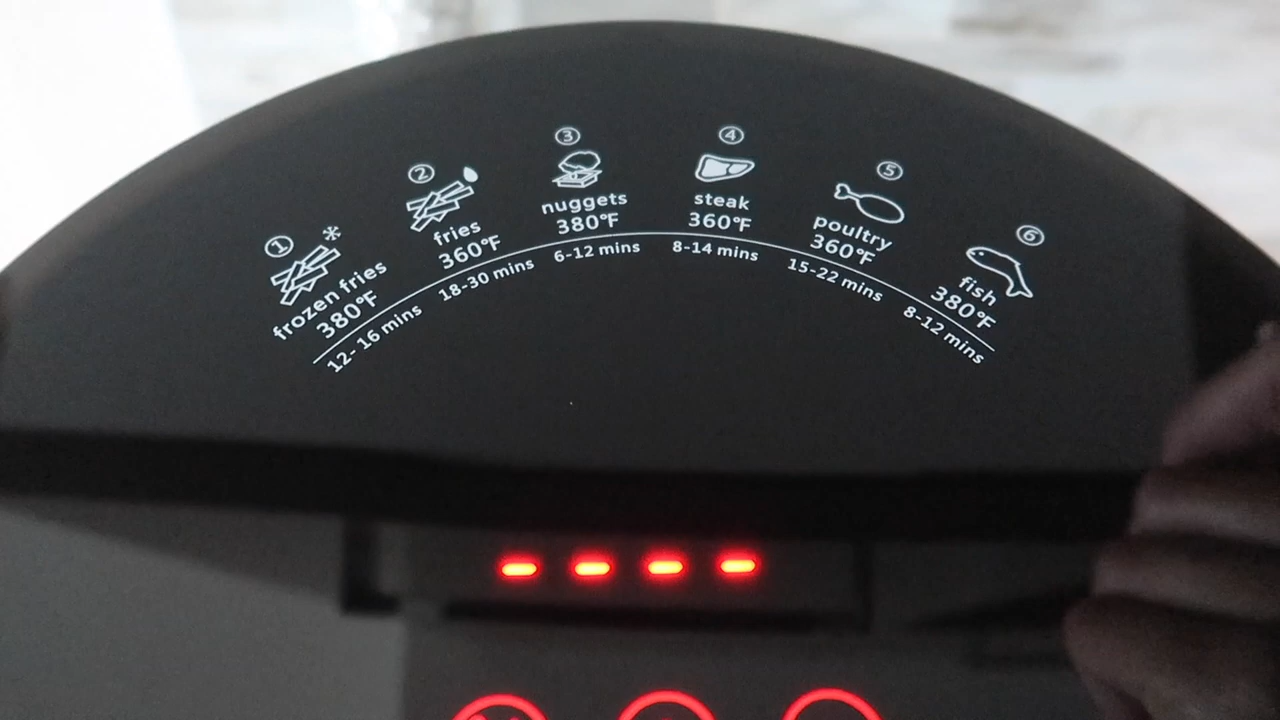 ①
frozen fries
380°F
12- 16 mins
②
fries
360°F
18-30 mins
③
nuggets
380°F
6-12 mins
④
steak
360°F
8-14 mins
⑤
poultry
360°F
15-22 mins
⑥
fish
380°F
8-12 mins
- - - -